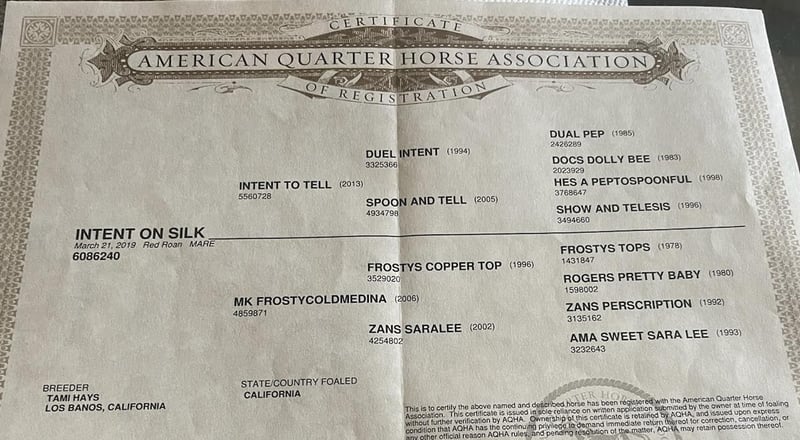 CERTIFICATE
AMERICAN QUARTER HORSE ASSOCIATION
OF REGISTRATION
DUAL PEP (1985)
2426289
DUEL INTENT (1994)
3325366
DOCS DOLLY BEE (1983)
2023929
INTENT TO TELL (2013)
5560728
HES A PEPTOSPOONFUL (1998)
3768647
SPOON AND TELL (2005)
4934798
SHOW AND TELESIS (1996)
3494660
INTENT ON SILK
March 21, 2019 Red Roan MARE
6086240
FROSTYS TOPS (1978)
1431847
FROSTYS COPPER TOP (1996)
3529020
ROGERS PRETTY BABY (1980)
1598002
MK FROSTYCOLDMEDINA (2006)
4859871
ZANS PERSCRIPTION (1992)
3135162
ZANS SARALEE (2002)
4254802
AMA SWEET SARA LEE (1993)
3232643
BREEDER
TAMI HAYS
LOS BANOS, CALIFORNIA
STATE/COUNTRY FOALED
CALIFORNIA
This is to certify the above named and described horse has been registered with the American Quarter Horse
Association. This certificate is issued in sole reliance on written application submitted by the owner at time of foaling
without further verification by AQHA. Ownership of this certificate is retained by AQHA, and issued upon express
condition that AQHA has the continuing privilege to demand immediate return thereof for correction, cancellation, or
any other official reason AQHA rules, and pending resolution of the matter, AQHA may retain possession thereof.